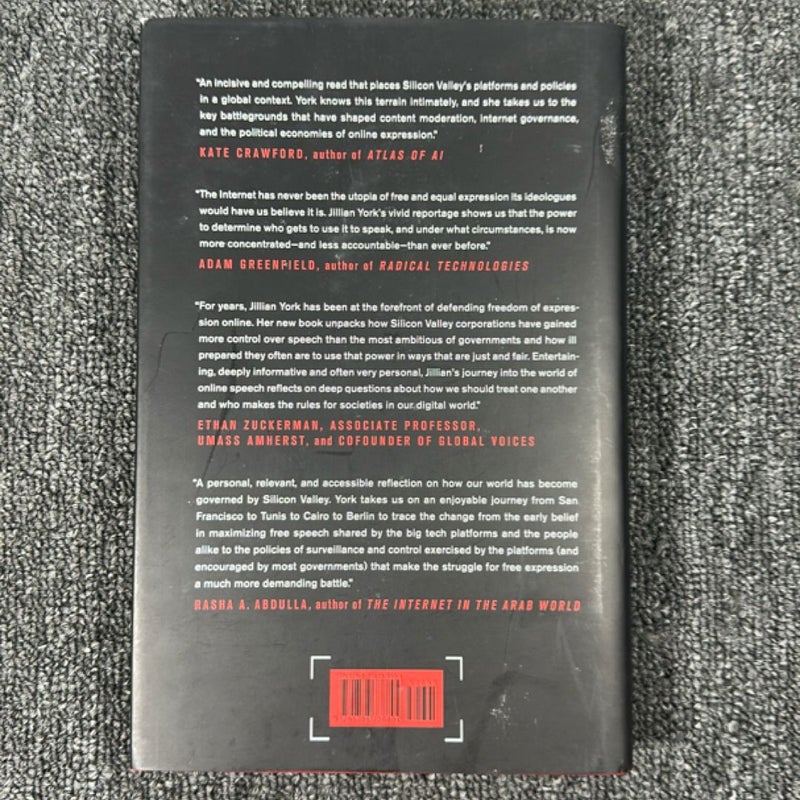 "An incisive and compelling read that places Silicon Valley's platforms and policies
in a global context. York knows this terrain intimately, and she takes us to the
key battlegrounds that have shaped content moderation, internet governance,
and the political economies of online expression."
KATE CRAWFORD, author of ATLAS OF AI
"The Internet has never been the utopia of free and equal expression its ideologues
would have us believe it is. Jillian York's vivid reportage shows us that the power
to determine who gets to use it to speak, and under what circumstances, is now
more concentrated—and less accountable—than ever before."
ADAM GREENFIELD, author of RADICAL TECHNOLOGIES
"For years, Jillian York has been at the forefront of defending freedom of expres-
sion online. Her new book unpacks how Silicon Valley corporations have gained
more control over speech than the most ambitious of governments and how ill
prepared they often are to use that power in ways that are just and fair. Entertain-
ing, deeply informative and often very personal, Jillian's journey into the world of
online speech reflects on deep questions about how we should treat one another
and who makes the rules for societies in our digital world."
ETHAN ZUCKERMAN, ASSOCIATE PROFESSOR,
UMASS AMHERST, and COFOUNDER OF GLOBAL VOICES
"A personal, relevant, and accessible reflection on how our world has become
governed by Silicon Valley. York takes us on an enjoyable journey from San
Francisco to Tunis to Cairo to Berlin to trace the change from the early belief
in maximizing free speech shared by the big tech platforms and the people
alike to the policies of surveillance and control exercised by the platforms (and
encouraged by most governments) that make the struggle for free expression
a much more demanding battle."
RASHA A. ABDULLA, author of THE INTERNET IN THE ARAB WORLD